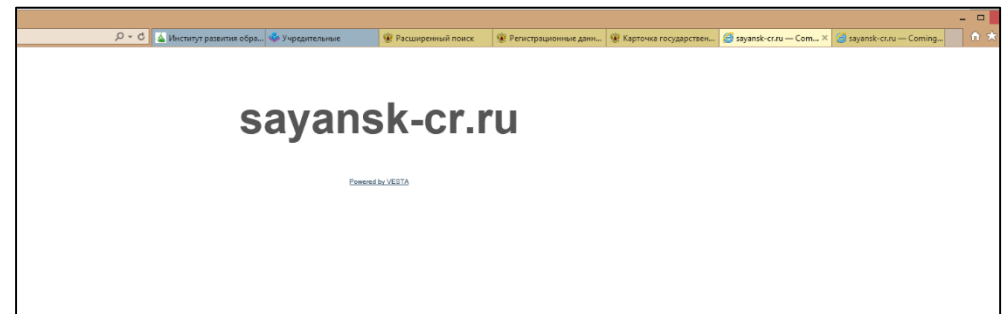 Институт развития обра...
Учредительные
Расширенный поиск
Регистрационные данн...
Карточка государствен...
sayansk-cr.ru — Com...
sayansk-cr.ru — Coming...
sayansk-cr.ru
Powered by VESTA